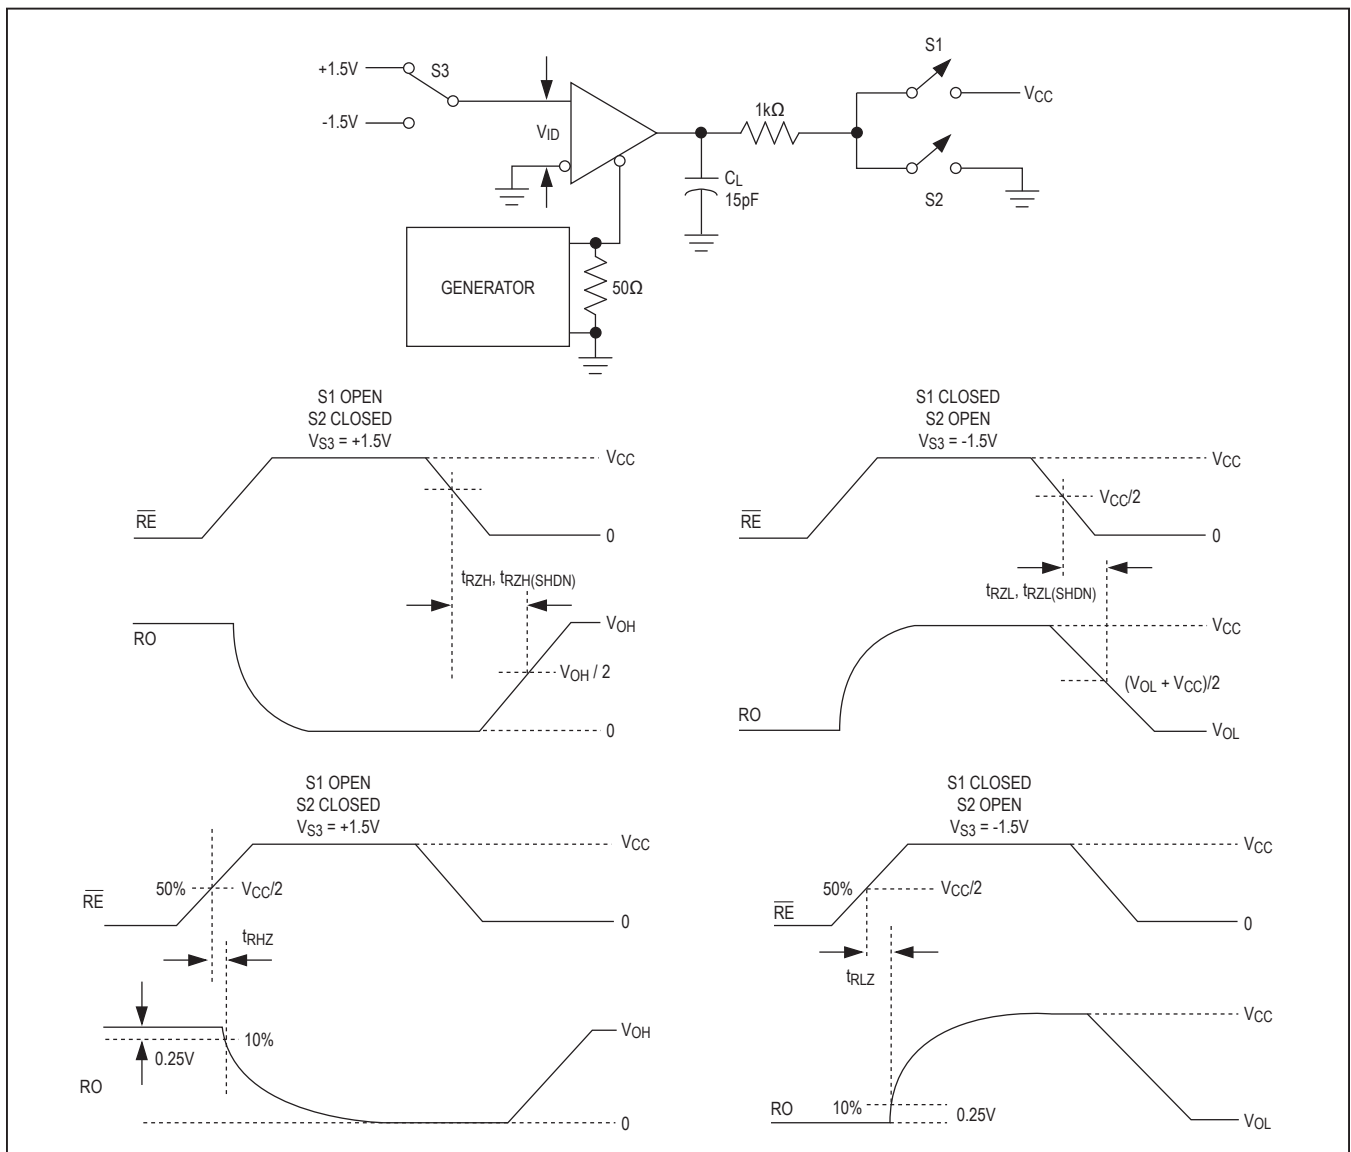 +1.5V
S3
-1.5V
VID
1kΩ
S1
VCC
S2
CL
15pF
GENERATOR
50Ω
S1 OPEN
S2 CLOSED
VS3 = +1.5V
VCC
RE
0
tRZH, tRZH(SHDN)
RO
VOH
VOH / 2
0
S1 CLOSED
S2 OPEN
VS3 = -1.5V
VCC
VCC/2
RE
0
tRZL, tRZL(SHDN)
VCC
(VOL + VCC)/2
RO
VOL
S1 OPEN
S2 CLOSED
VS3 = +1.5V
VCC
50%
VCC/2
RE
0
tRHZ
VOH
10%
0.25V
RO
0
S1 CLOSED
S2 OPEN
VS3 = -1.5V
VCC
50%
VCC/2
RE
0
tRLZ
VCC
RO
10%
0.25V
VOL